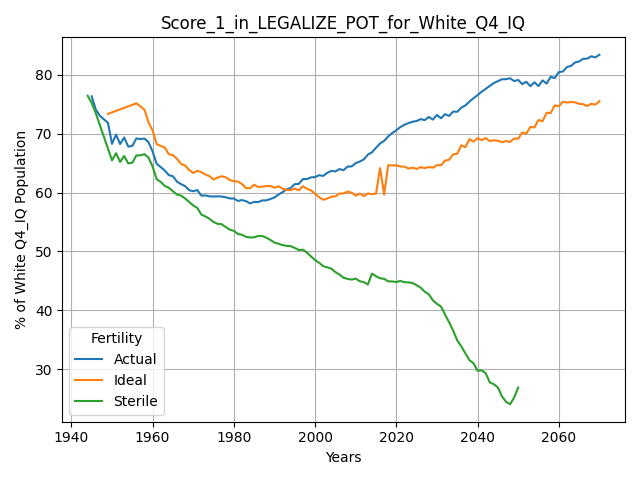 Score_1_in_LEGALIZE_POT_for_White_Q4_IQ
% of White Q4_IQ Population
80
70
60
50
40
30
Fertility
Actual
Ideal
Sterile
1940 1960 1980 2000 2020 2040 2060
Years